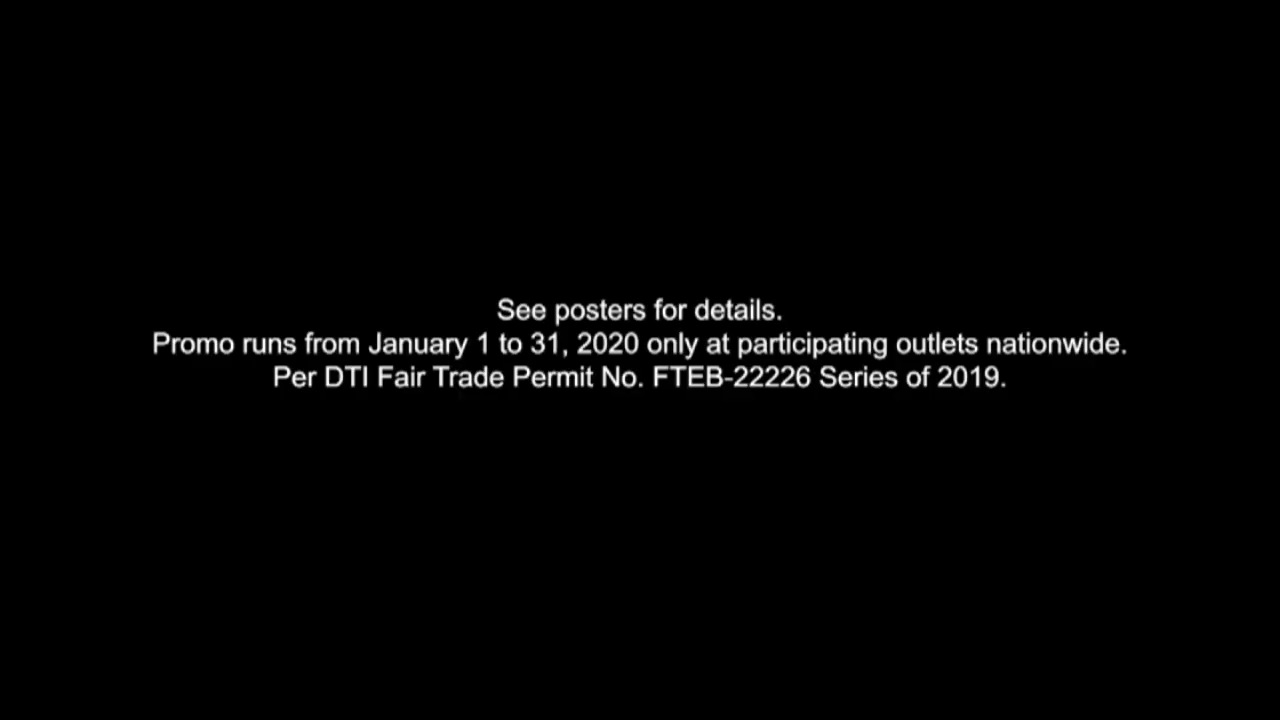 See posters for details.
Promo runs from January 1 to 31, 2020 only at participating outlets nationwide.
Per DTI Fair Trade Permit No. FTEB-22226 Series of 2019.